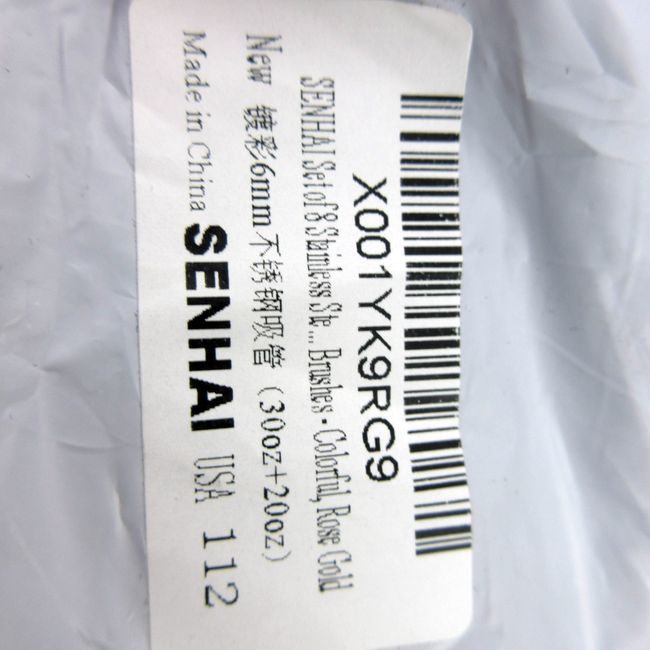 X001YK9RG9
SENHAI Set of 8 Stainless Ste... Brushes - Colorful, Rose Gold
New 镀彩6mm不锈钢吸管（30oz+20oz）
Made in China SENHAI USA 112